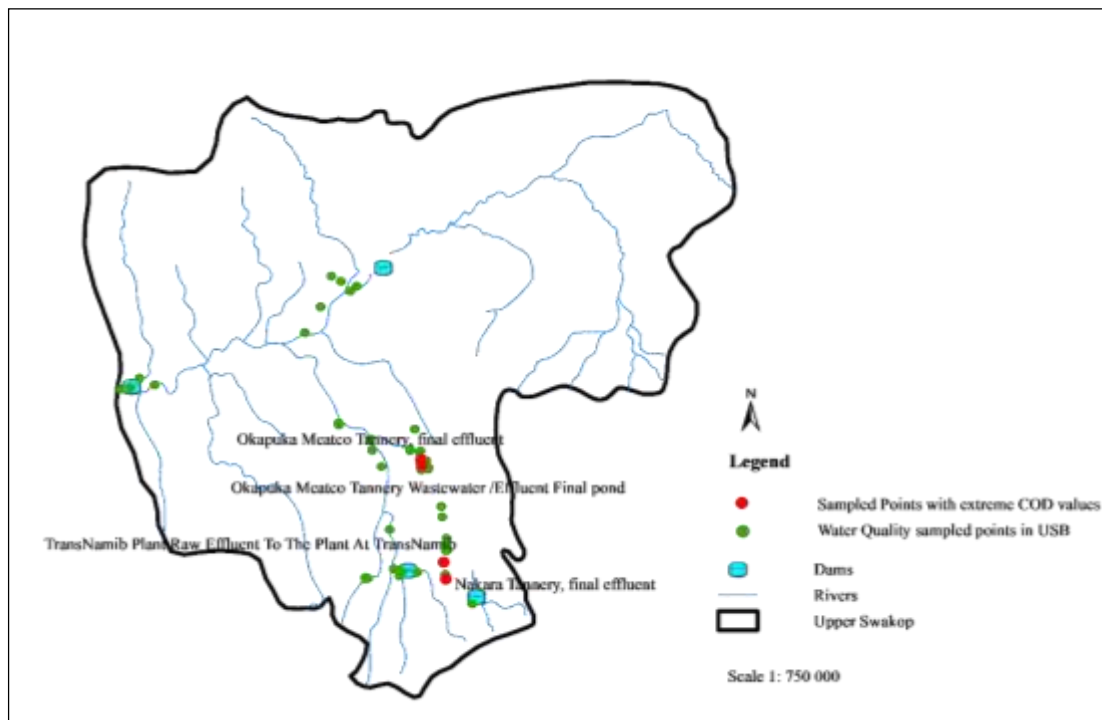 Okapuka Meatco Tannery, final effluent
Okapuka Meatco Tannery Wastewater /Effluent Final pond
TransNamib Plant Raw Effluent To The Plant At TransNamib
Nakara Tannery, final effluent
N
Legend
Sampled Points with extreme COD values
Water Quality sampled points in USB
Dams
Rivers
Upper Swakop
Scale 1: 750 000